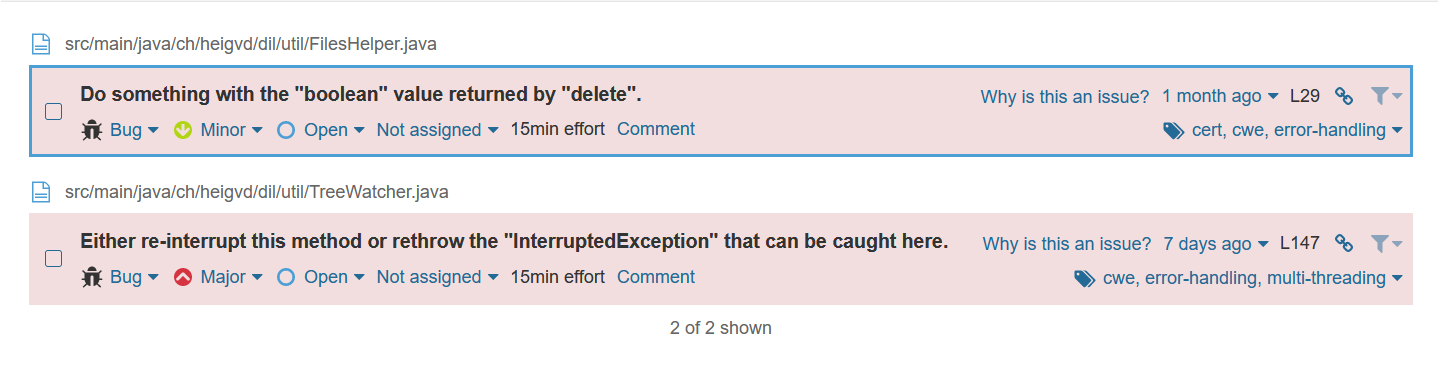 src/main/java/ch/heigvd/dil/util/FilesHelper.java
Do something with the "boolean" value returned by "delete". Why is this an issue? 1 month ago L29
Bug Minor Open Not assigned 15min effort Comment cert, cwe, error-handling
src/main/java/ch/heigvd/dil/util/TreeWatcher.java
Either re-interrupt this method or rethrow the "InterruptedException" that can be caught here. Why is this an issue? 7 days ago L147
Bug Major Open Not assigned 15min effort Comment cwe, error-handling, multi-threading
2 of 2 shown